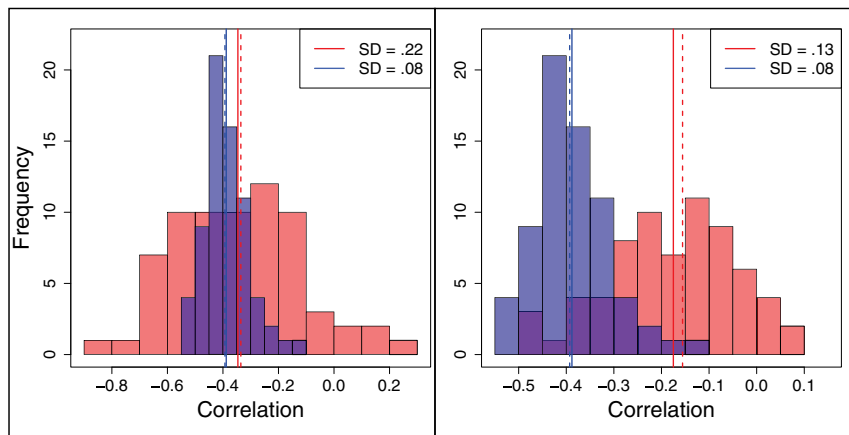 SD = .22
SD = .08
20
15
10
5
0
Frequency
−0.8 −0.6 −0.4 −0.2 0.0 0.2
Correlation
SD = .13
SD = .08
20
15
10
5
0
−0.5 −0.4 −0.3 −0.2 −0.1 0.0 0.1
Correlation